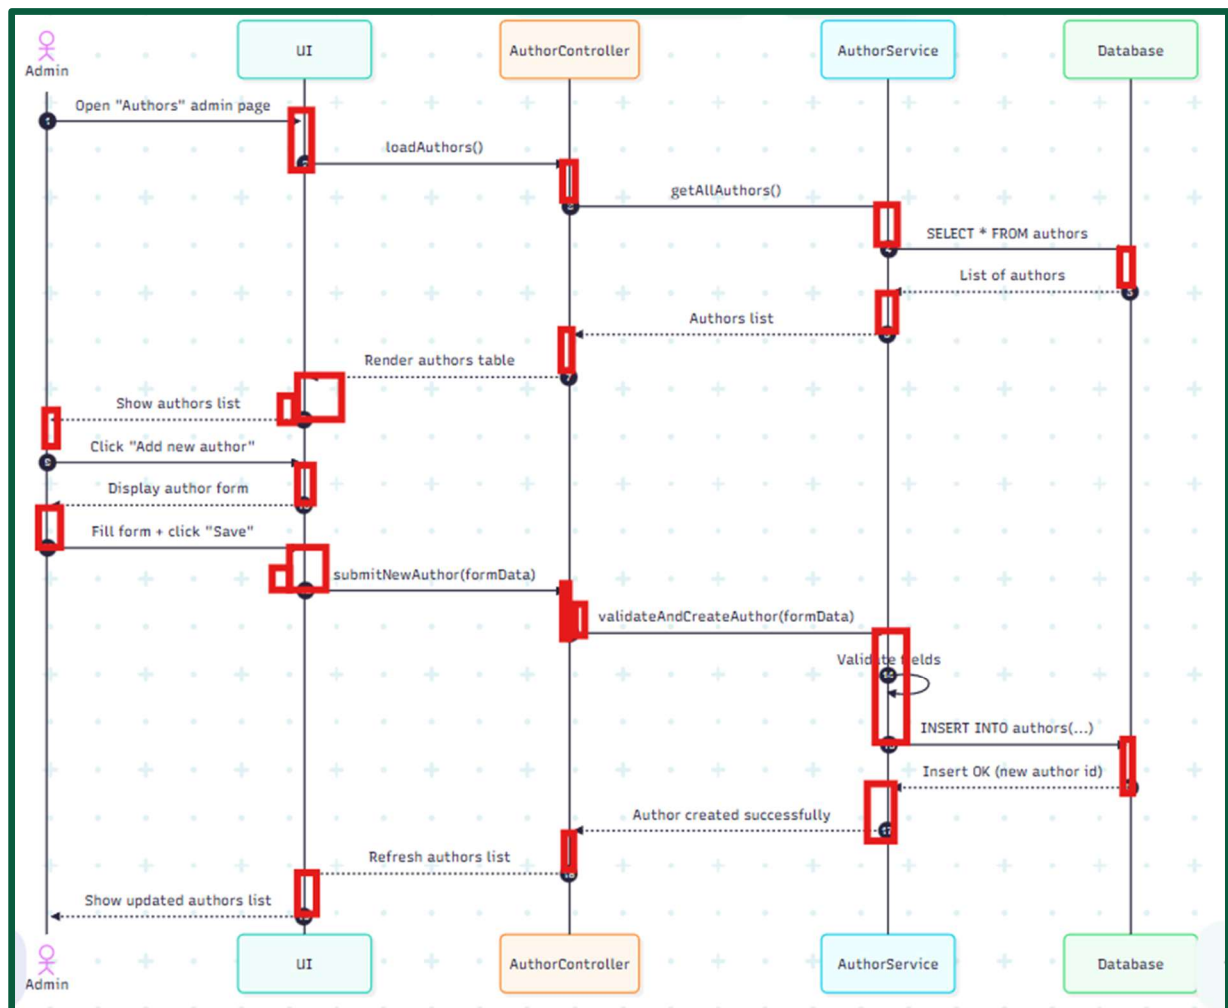 UI
AuthorController
AuthorService
Database
Admin
Open "Authors" admin page
loadAuthors()
getAllAuthors()
SELECT * FROM authors
List of authors
Authors list
Render authors table
Show authors list
Click "Add new author"
Display author form
Fill form + click "Save"
submitNewAuthor(formData)
validateAndCreateAuthor(formData)
Validate fields
INSERT INTO authors(...)
Insert OK (new author id)
Author created successfully
Refresh authors list
Show updated authors list
UI
AuthorController
AuthorService
Database
Admin